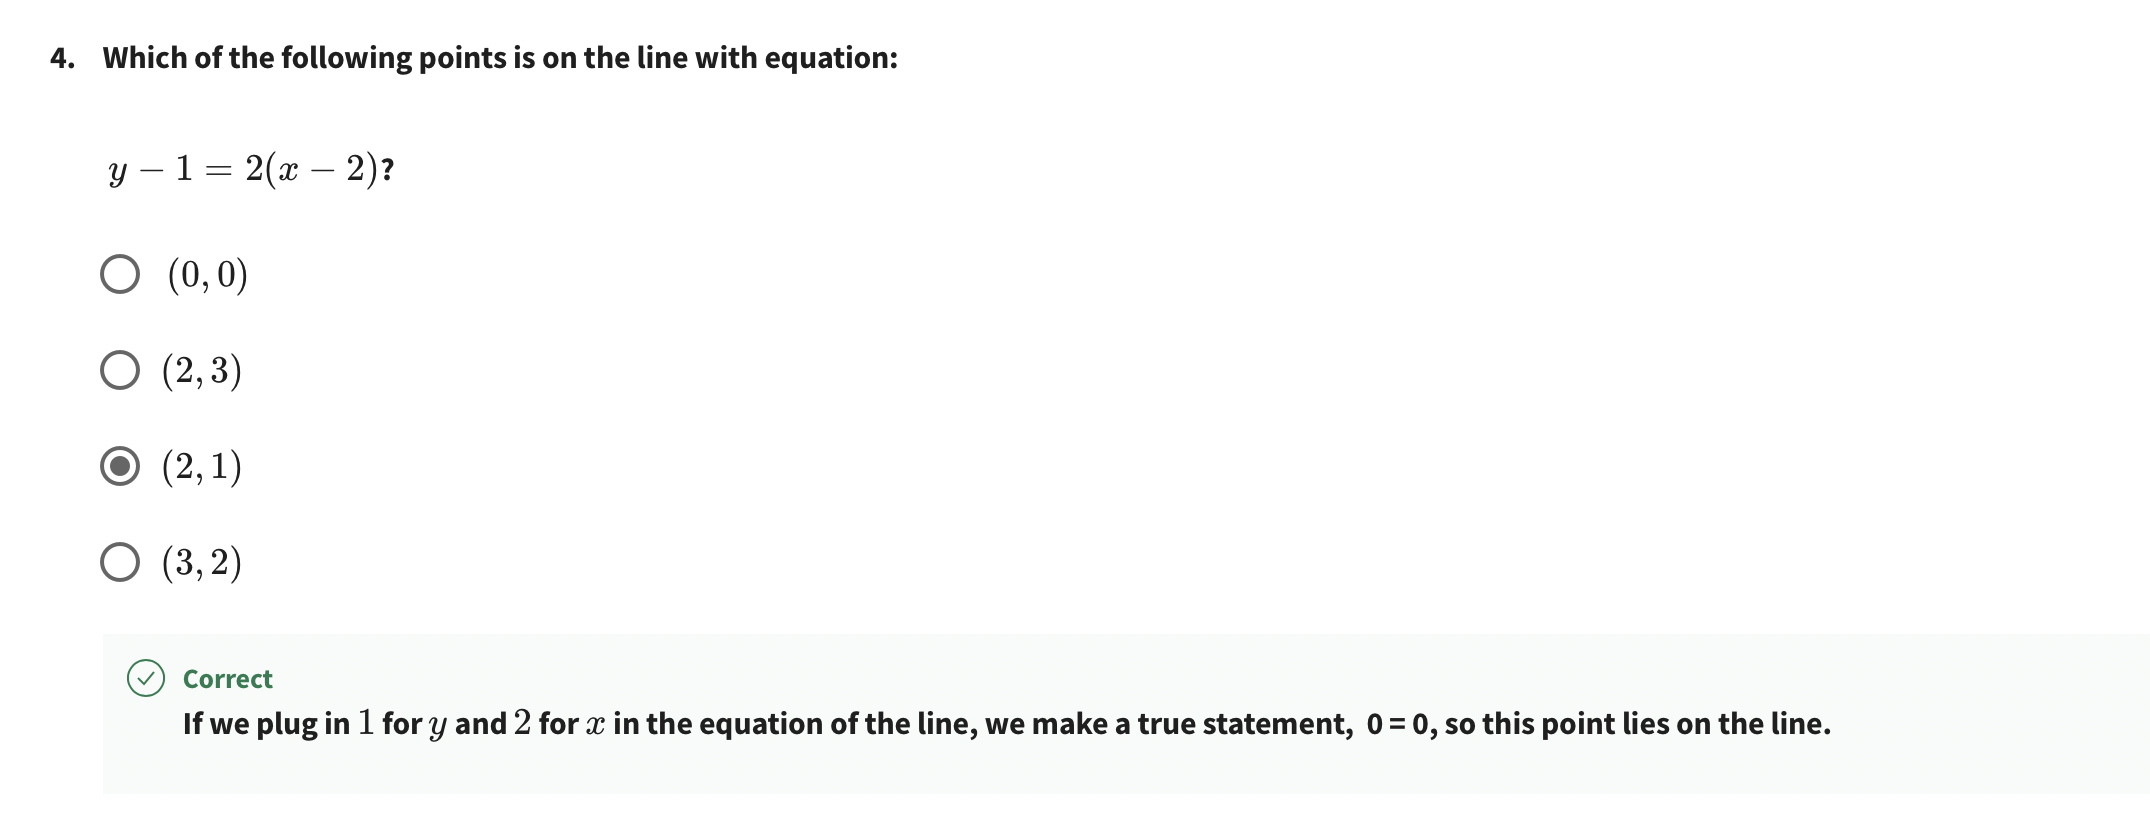 4. Which of the following points is on the line with equation:
y − 1 = 2(x − 2)?
(0, 0)
(2, 3)
(2, 1)
(3, 2)
Correct
If we plug in 1 for y and 2 for x in the equation of the line, we make a true statement, 0 = 0, so this point lies on the line.